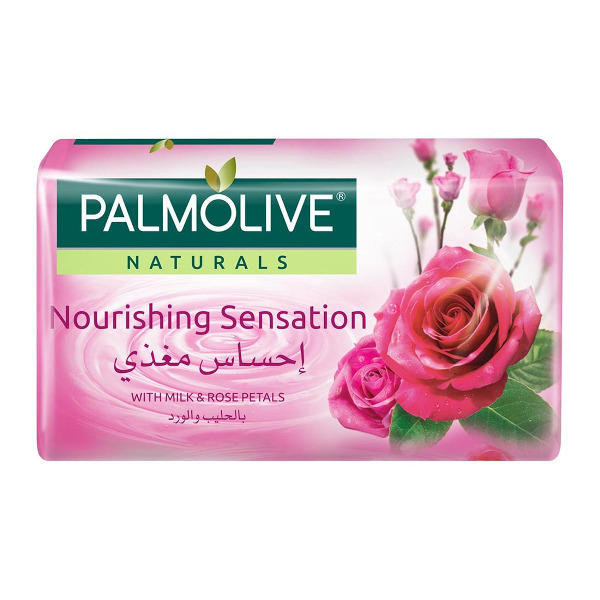 PALMOLIVE®
NATURALS
Nourishing Sensation
إحساس مغذي
WITH MILK & ROSE PETALS
بالحليب والورد